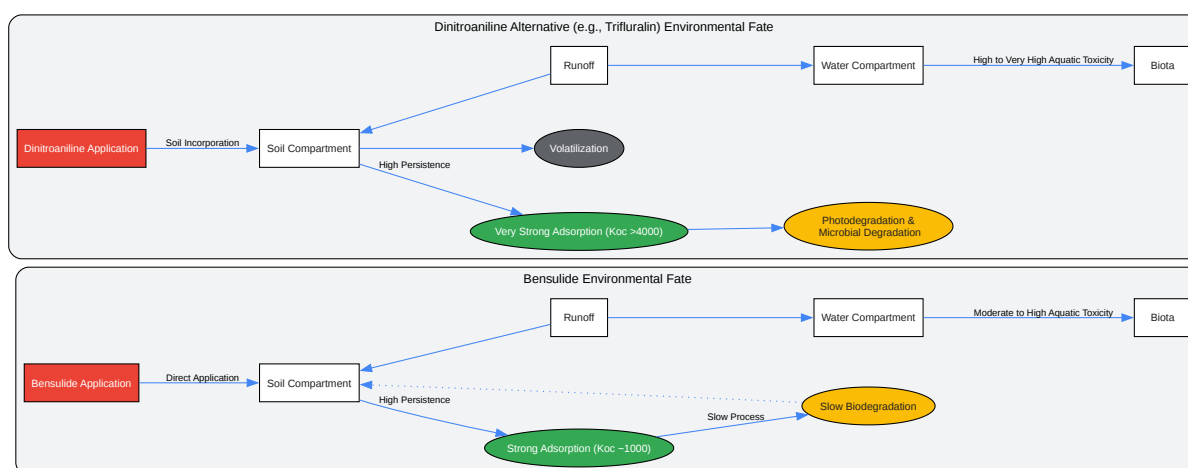 Dinitroaniline Alternative (e.g., Trifluralin) Environmental Fate
Runoff
Water Compartment
High to Very High Aquatic Toxicity
Biota
Dinitroaniline Application
Soil Incorporation
Soil Compartment
Volatilization
High Persistence
Very Strong Adsorption (Koc >4000)
Photodegradation &
Microbial Degradation
Bensulide Environmental Fate
Runoff
Water Compartment
Moderate to High Aquatic Toxicity
Biota
Bensulide Application
Direct Application
Soil Compartment
High Persistence
Strong Adsorption (Koc ~1000)
Slow Process
Slow Biodegradation